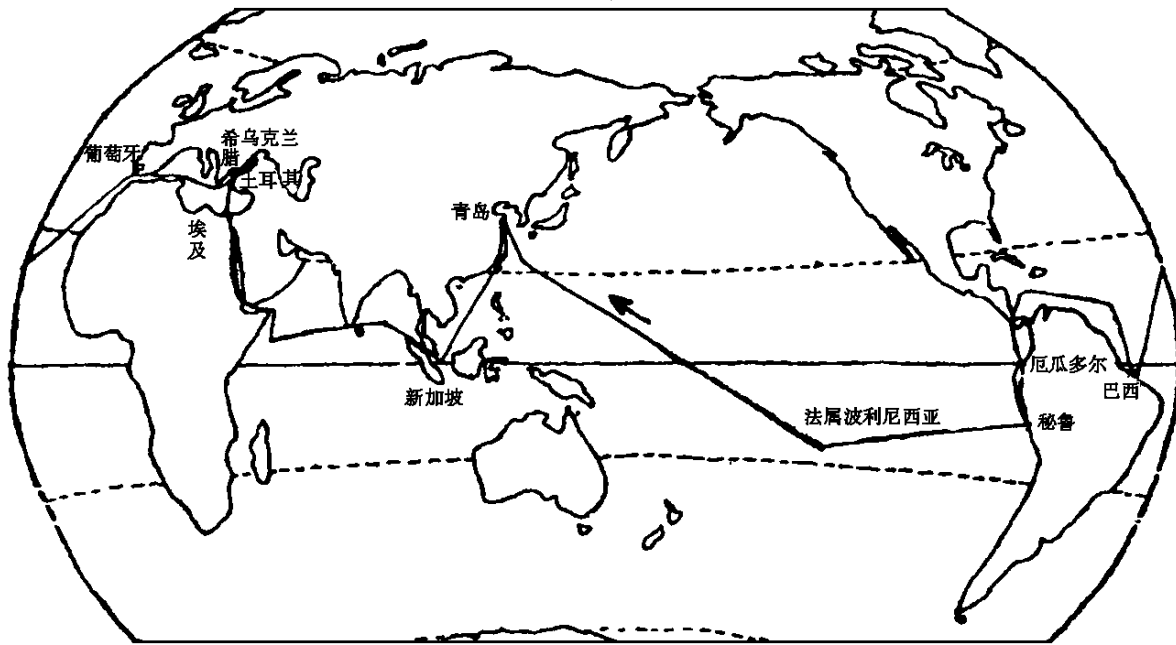 葡萄牙
希乌克兰
腊
土耳其
埃
及
青岛
新加坡
法属波利尼西亚
厄瓜多尔
巴西
秘鲁